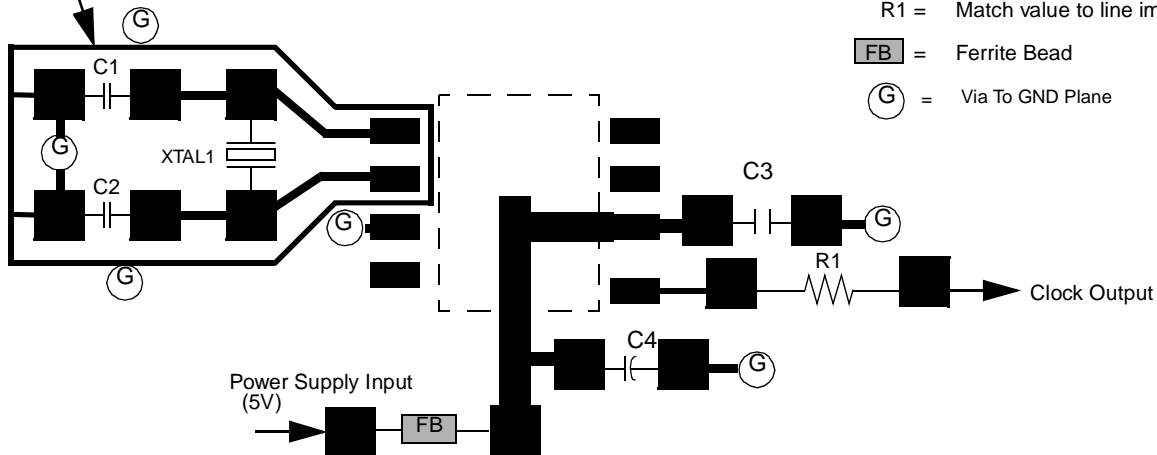 R1 = Match value to line
G
FB = Ferrite Bead
G = Via To GND Plane
C1
G
XTAL1
C2
C3
G
G
G
R1
Clock Output
C4
G
Power Supply Input
(5V)
FB